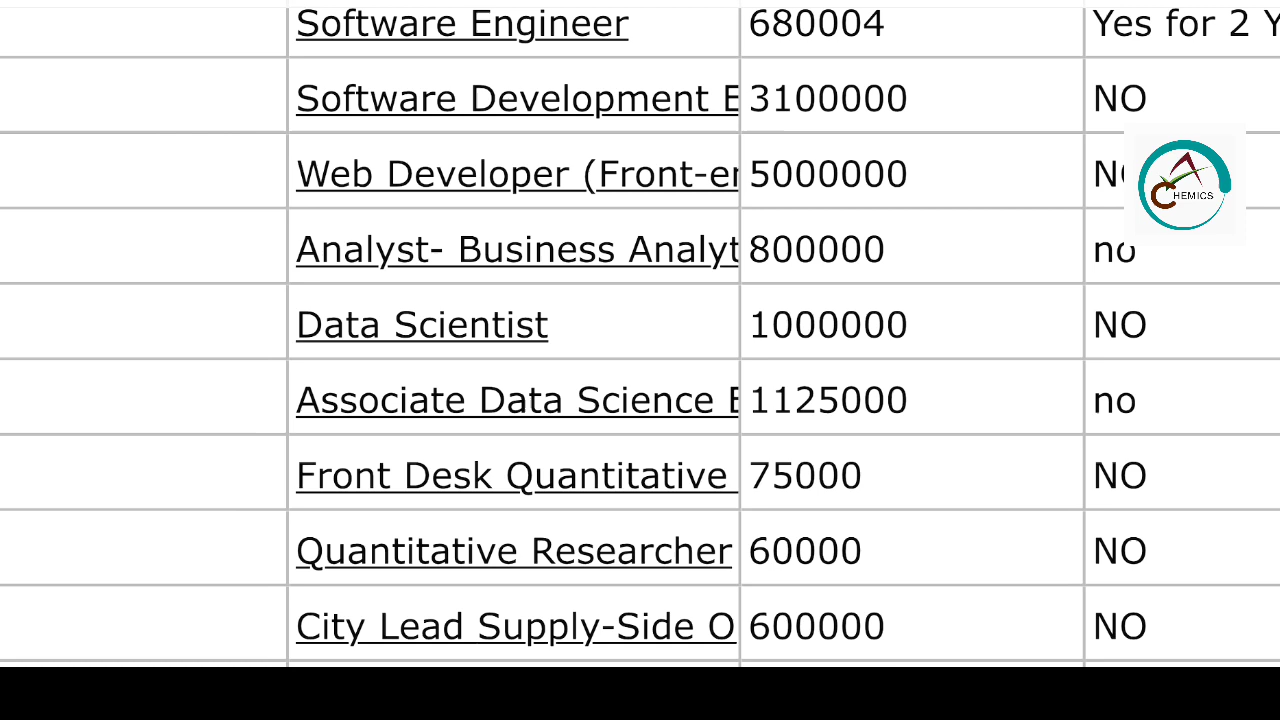 Software Engineer 680004 Yes for 2 Y
Software Development E 3100000 NO
Web Developer (Front-er 5000000 NO
Analyst- Business Analyt 800000 no
Data Scientist 1000000 NO
Associate Data Science E 1125000 no
Front Desk Quantitative 75000 NO
Quantitative Researcher 60000 NO
City Lead Supply-Side O 600000 NO
CHEMICS